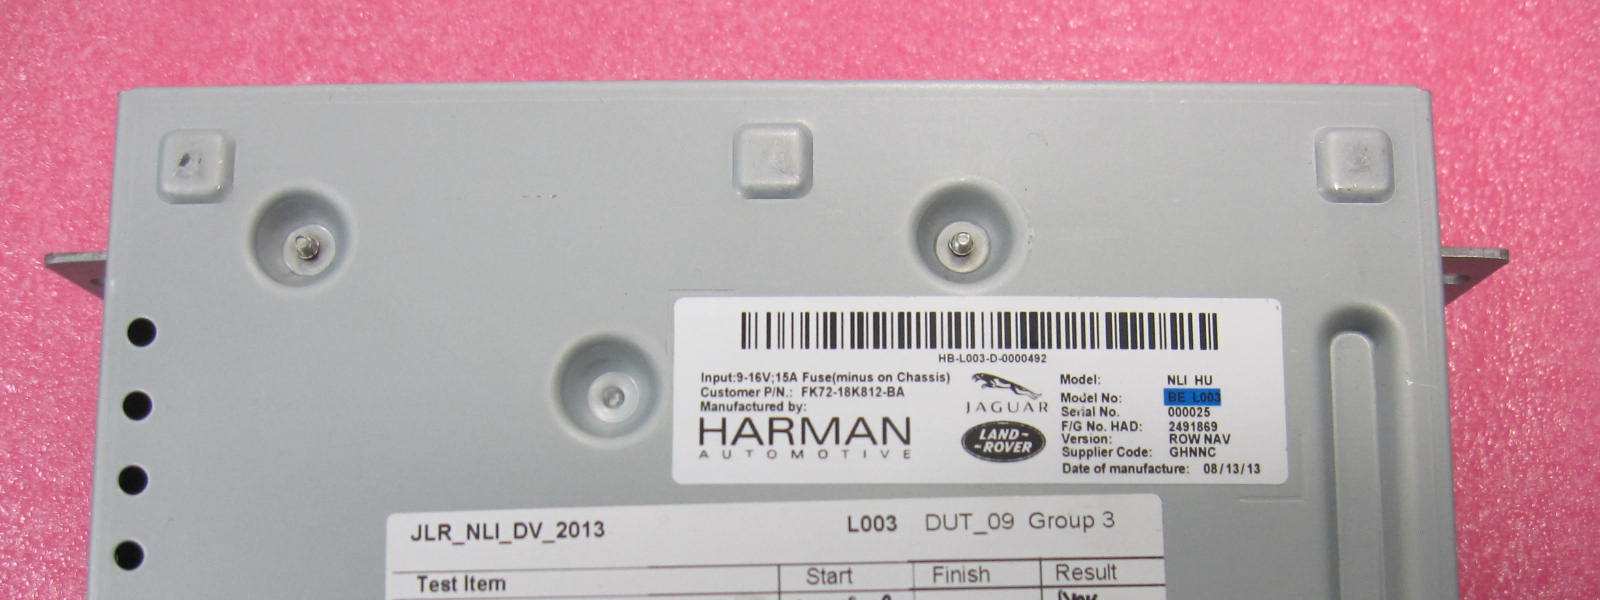 HB-L003-D-0000492
Input:9-16V;15A Fuse(minus on Chassis)
Customer P/N.: FK72-18K812-BA
Manufactured by:
HARMAN
AUTOMOTIVE
JAGUAR
LAND-
-ROVER
Model: NLI HU
Model No: BE L003
Serial No. 000025
F/G No. HAD: 2491869
Version: ROW NAV
Supplier Code: GHNNC
Date of manufacture: 08/13/13
JLR_NLI_DV_2013 L003 DUT_09 Group 3
Test Item Start Finish Result